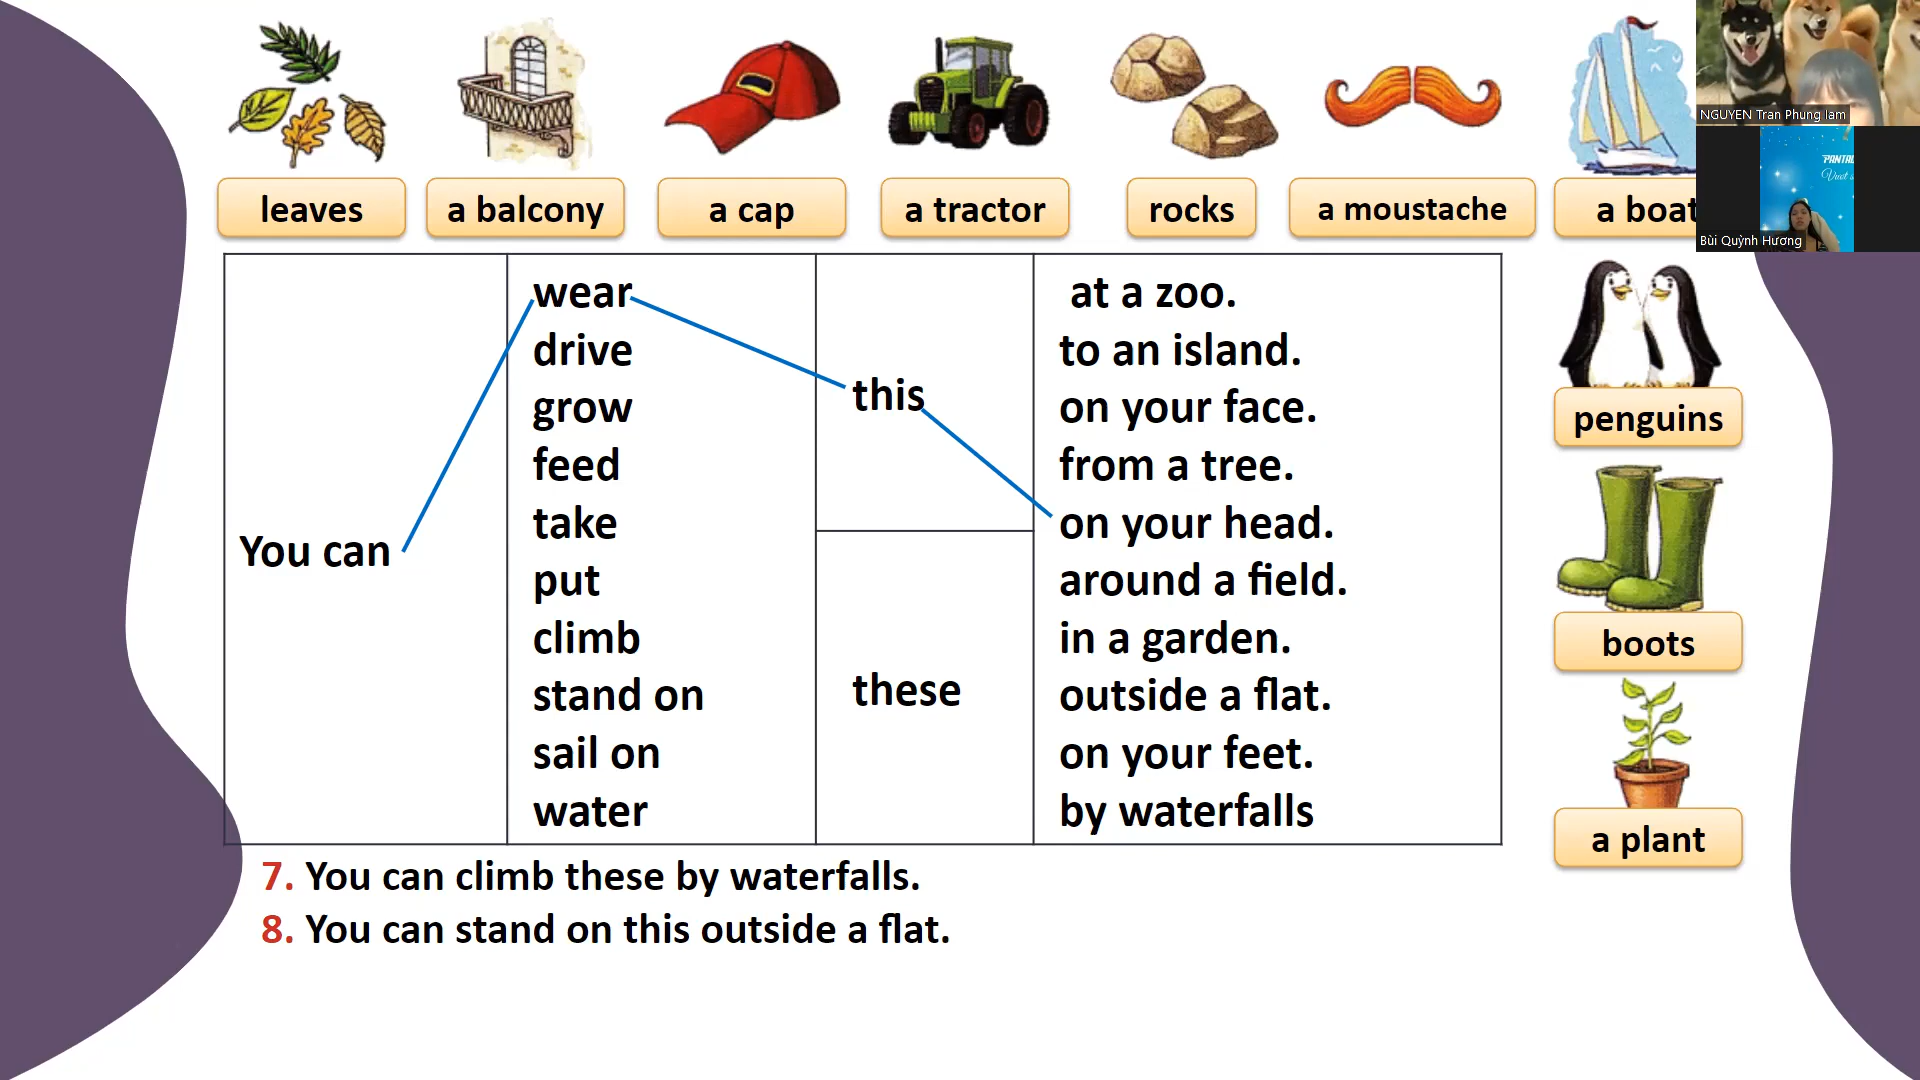 leaves
a balcony
a cap
a tractor
rocks
a moustache
a boat
NGUYEN Tran Phung lam
Bùi Quỳnh Hương
You can
wear
drive
grow
feed
take
put
climb
stand on
sail on
water
this
these
at a zoo.
to an island.
on your face.
from a tree.
on your head.
around a field.
in a garden.
outside a flat.
on your feet.
by waterfalls
penguins
boots
a plant
7. You can climb these by waterfalls.
8. You can stand on this outside a flat.